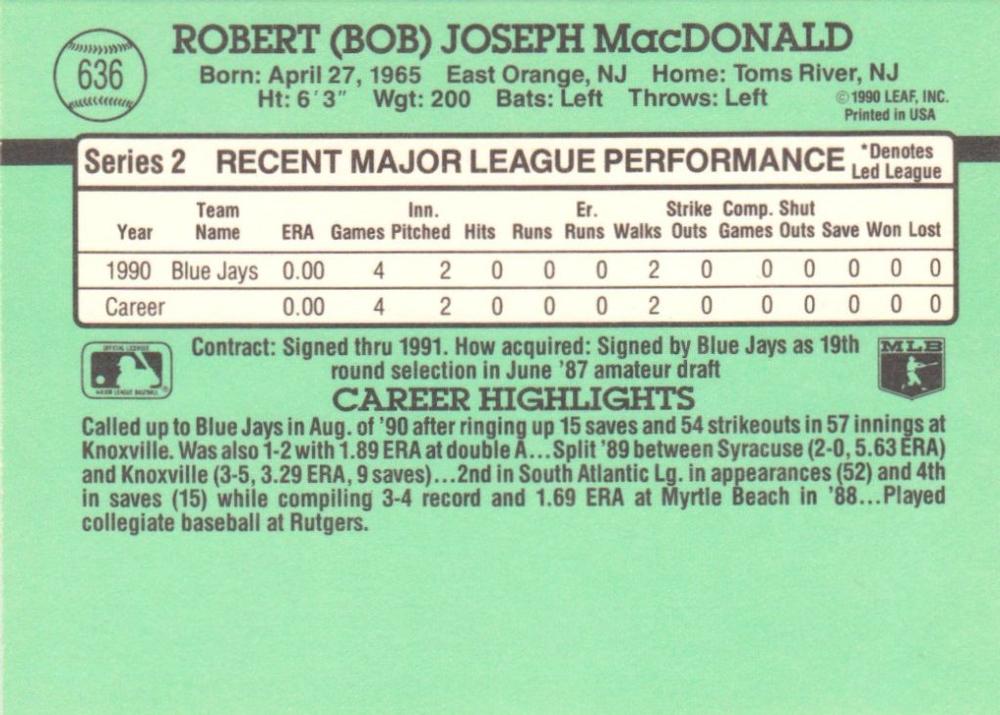 636
ROBERT (BOB) JOSEPH MacDONALD
Born: April 27, 1965 East Orange, NJ Home: Toms River, NJ
Ht: 6'3" Wgt: 200 Bats: Left Throws: Left
© 1990 LEAF, INC.
Printed in USA
Series 2 RECENT MAJOR LEAGUE PERFORMANCE *Denotes Led League
Year Team Name ERA Games Inn. Pitched Hits Runs Er. Runs Walks Strike Outs Comp. Games Shut Outs Save Won Lost
1990 Blue Jays 0.00 4 2 0 0 0 2 0 0 0 0 0 0
Career 0.00 4 2 0 0 0 2 0 0 0 0 0 0
OFFICIAL LICENSEE
MAJOR LEAGUE BASEBALL
®
Contract: Signed thru 1991. How acquired: Signed by Blue Jays as 19th
round selection in June '87 amateur draft
MLB
CAREER HIGHLIGHTS
Called up to Blue Jays in Aug. of '90 after ringing up 15 saves and 54 strikeouts in 57 innings at
Knoxville. Was also 1-2 with 1.89 ERA at double A...Split '89 between Syracuse (2-0, 5.63 ERA)
and Knoxville (3-5, 3.29 ERA, 9 saves)...2nd in South Atlantic Lg. in appearances (52) and 4th
in saves (15) while compiling 3-4 record and 1.69 ERA at Myrtle Beach in '88...Played
collegiate baseball at Rutgers.